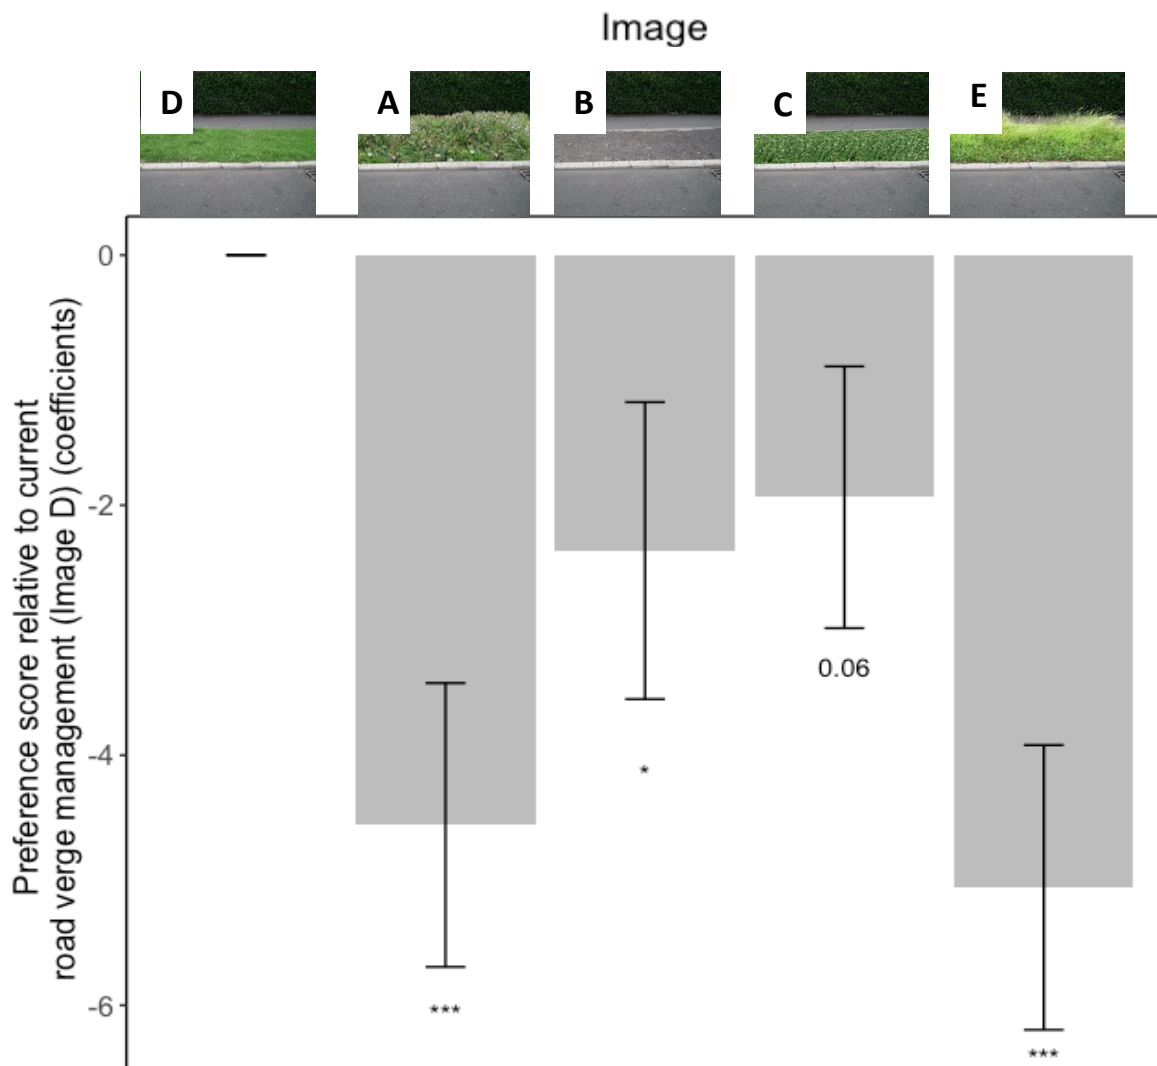 Image
D
A
B
C
E
0
-2
-4
-6
Preference score relative to current
road verge management (Image D) (coefficients)
***
*
0.06
***